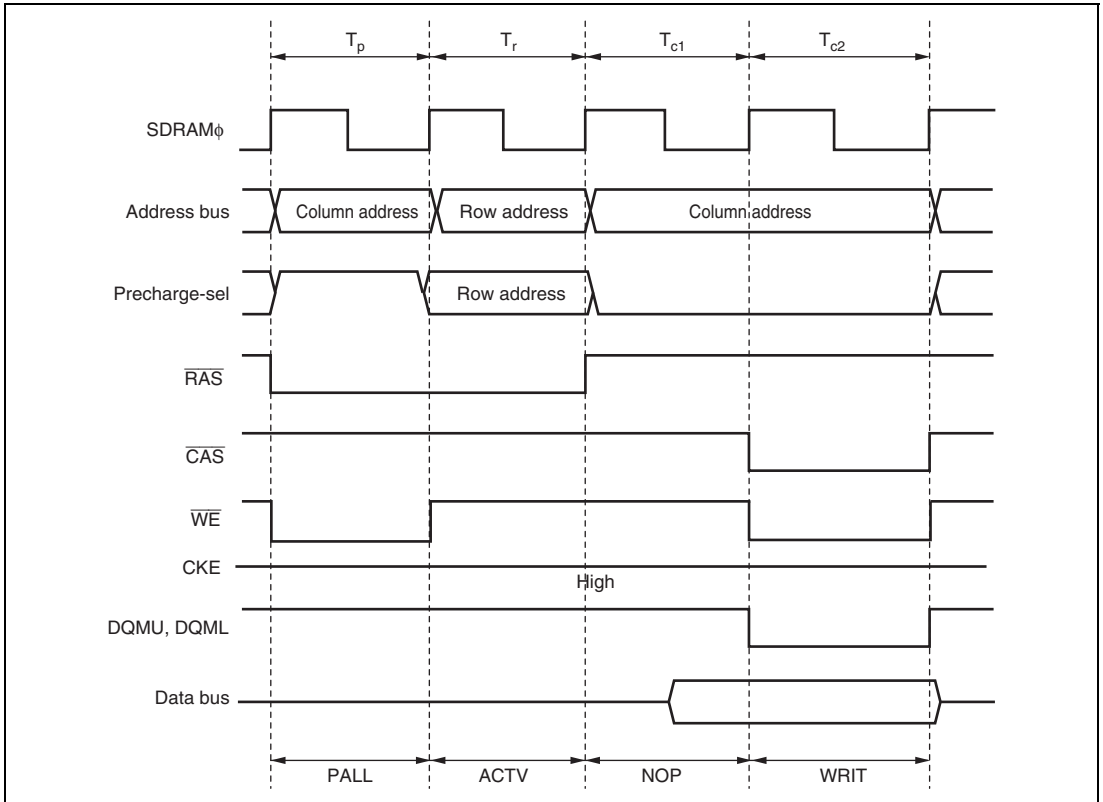 Tp Tr Tc1 Tc2
SDRAMφ
Address bus Column address Row address Column address
Precharge-sel Row address
RAS
CAS
WE
CKE
High
DQMU, DQML
Data bus
PALL ACTV NOP WRIT